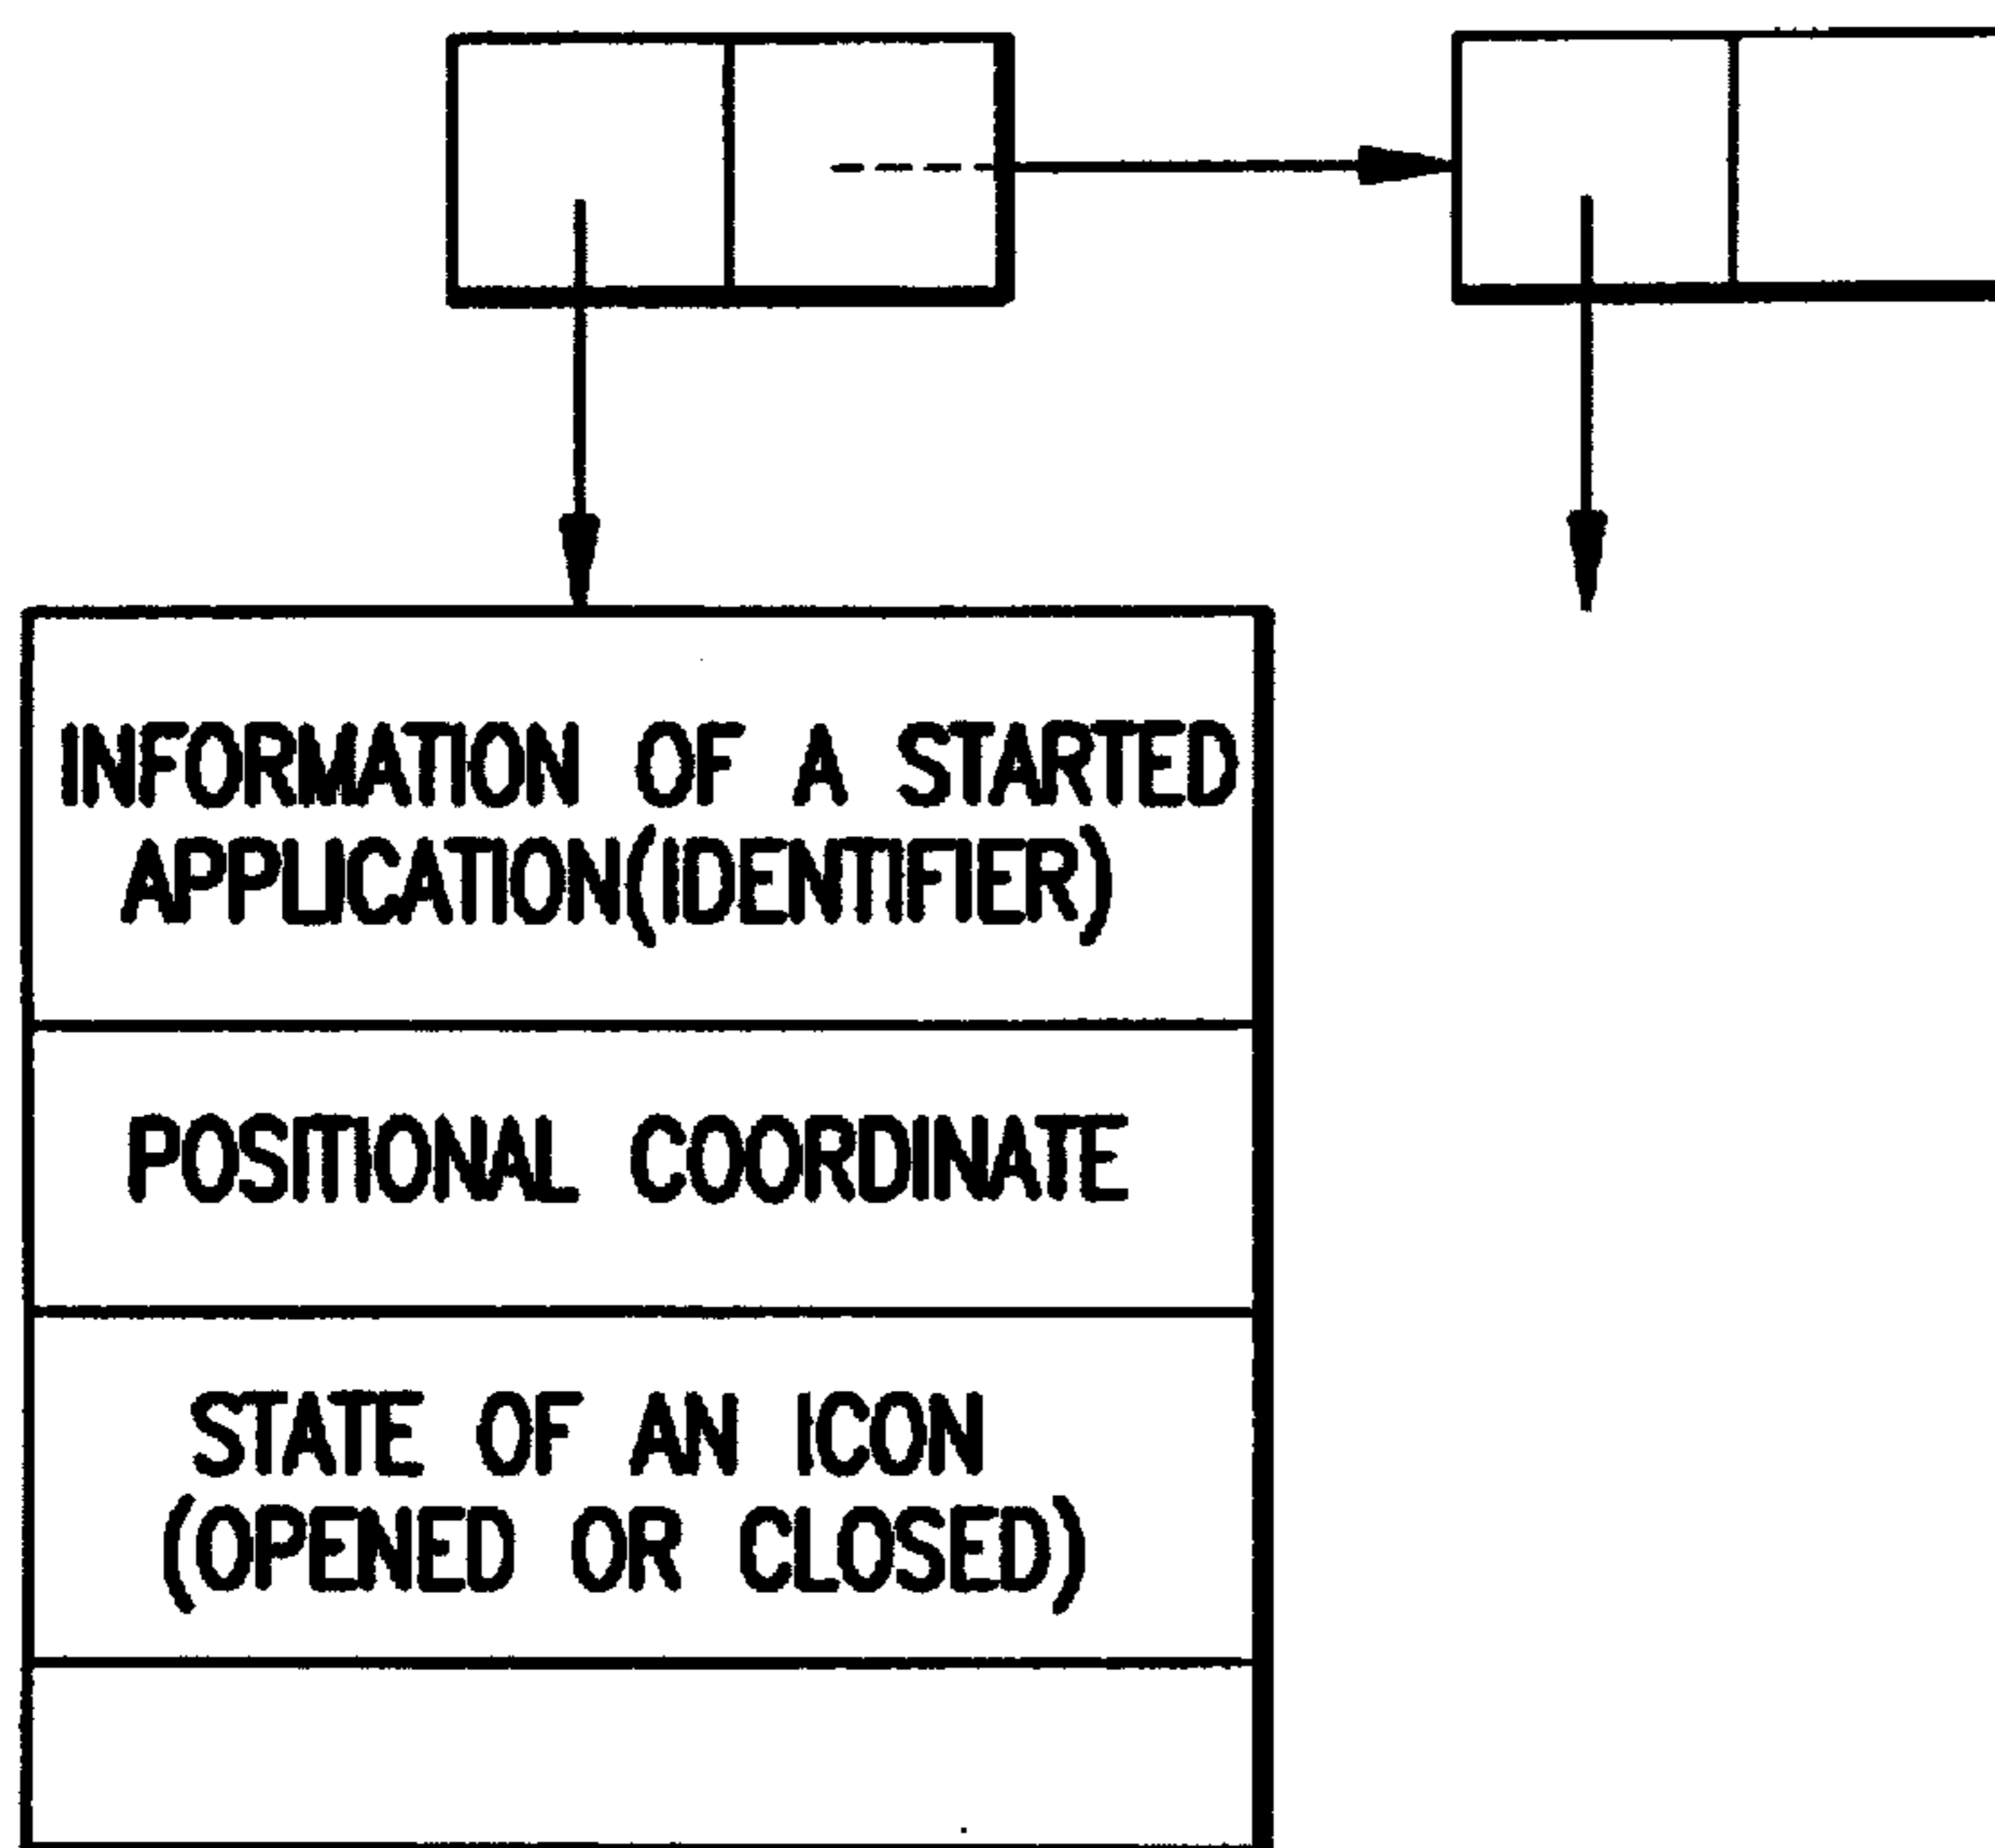 INFORMATION OF A STARTED
APPLICATION(IDENTIFIER)
POSITIONAL COORDINATE
STATE OF AN ICON
(OPENED OR CLOSED)